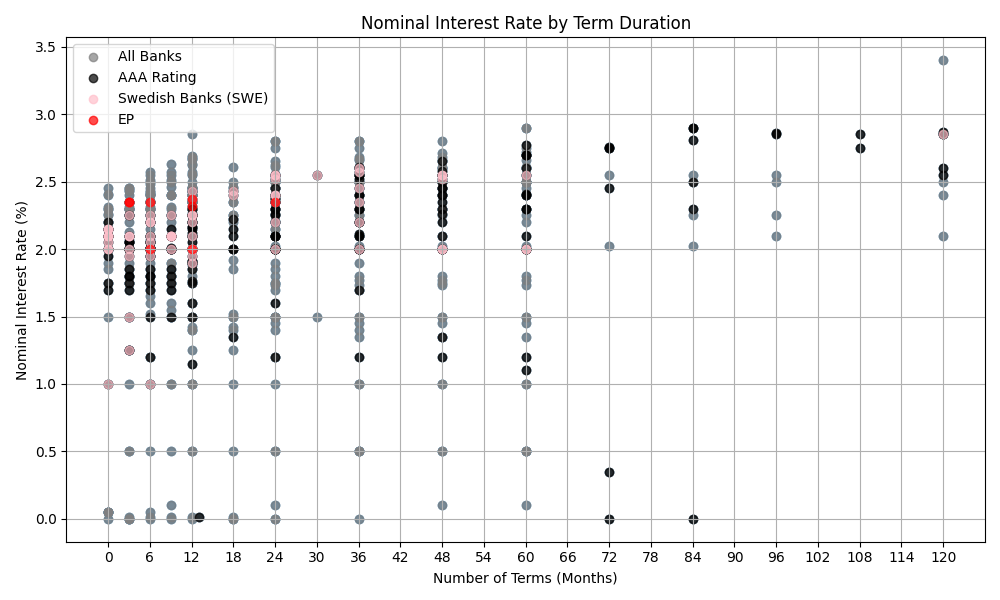 Nominal Interest Rate by Term Duration
All Banks
AAA Rating
Swedish Banks (SWE)
EP
Nominal Interest Rate (%)
3.5
3.0
2.5
2.0
1.5
1.0
0.5
0.0
0 6 12 18 24 30 36 42 48 54 60 66 72 78 84 90 96 102 108 114 120
Number of Terms (Months)